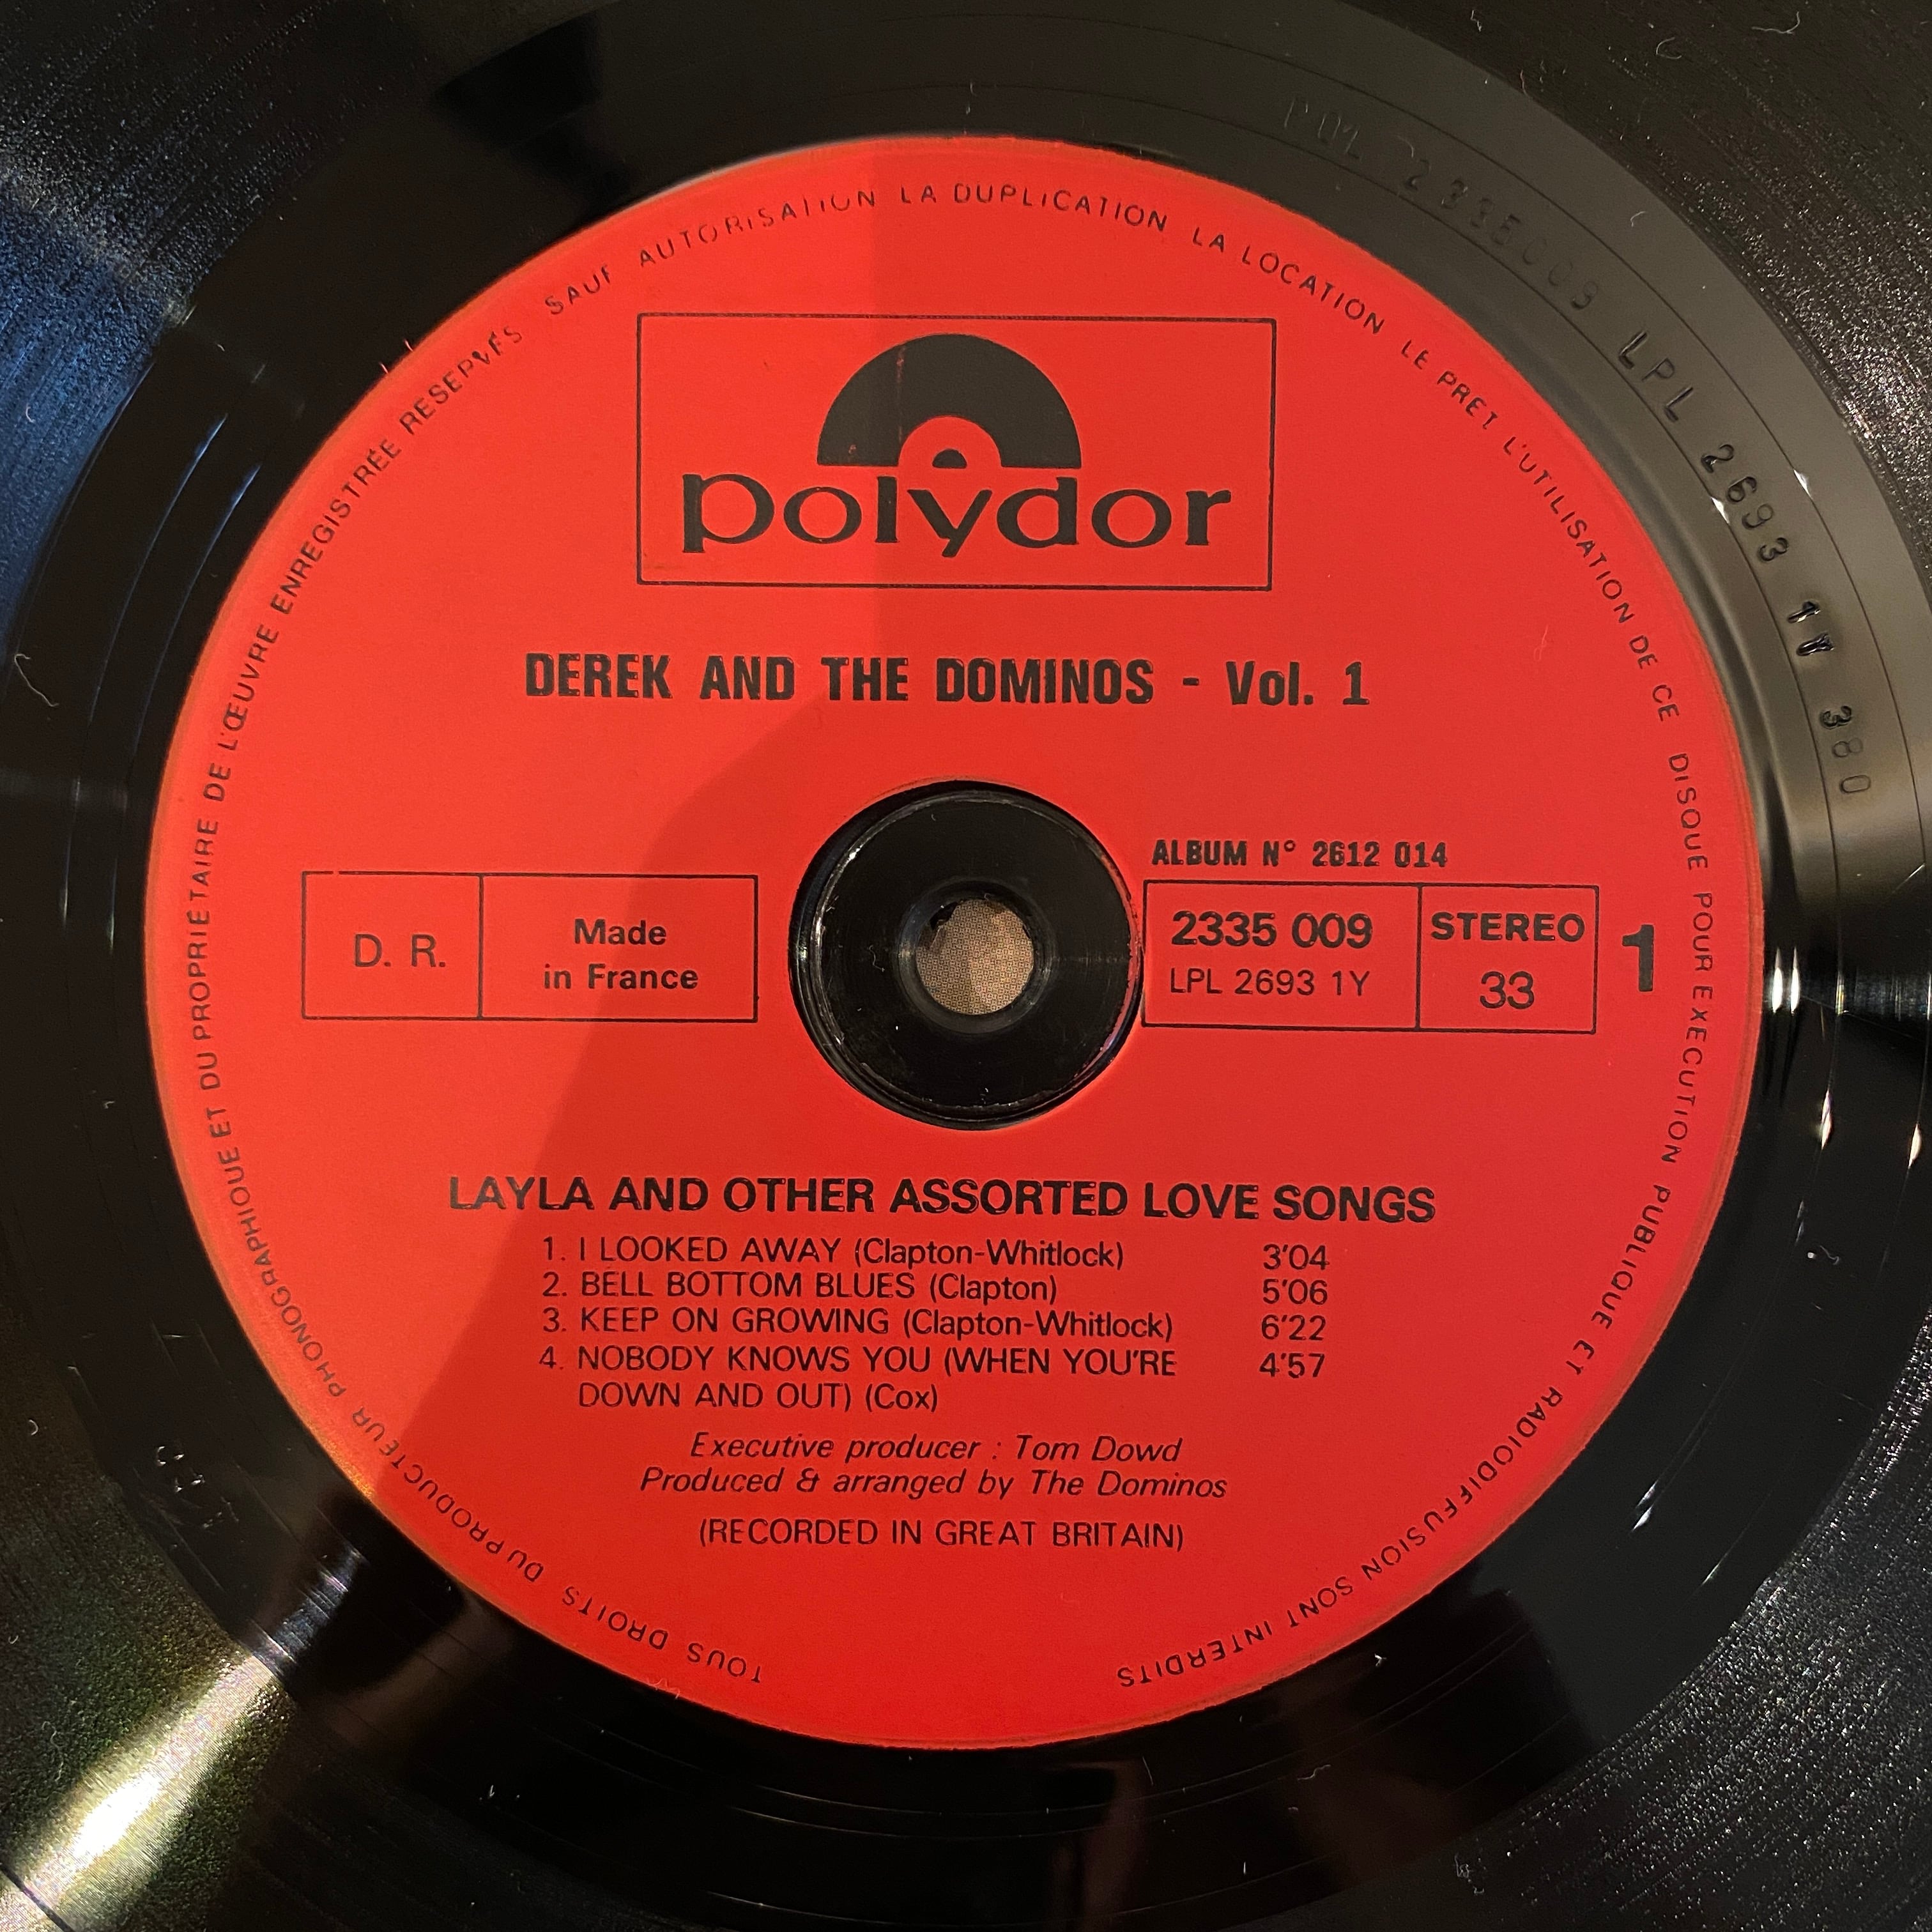 TOUS DROITS DU PRODUCTEUR PHONOGRAPHIQUE ET DU PROPRIÉTAIRE DE L'ŒUVRE ENREGISTRÉE RESERVÉS SAUF AUTORISATION LA DUPLICATION LA LOCATION LE PRET L'UTILISATION DE CE DISQUE POUR EXECUTION PUBLIQUE ET RADIODIFFUSION SONT INTERDITS
POL 2335009 LPL 2693 1Y 380
polydor
DEREK AND THE DOMINOS - Vol. 1
D. R.
Made
in France
ALBUM N° 2612 014
2335 009
LPL 2693 1Y
STEREO
33
1
LAYLA AND OTHER ASSORTED LOVE SONGS
1. I LOOKED AWAY (Clapton-Whitlock) 3'04
2. BELL BOTTOM BLUES (Clapton) 5'06
3. KEEP ON GROWING (Clapton-Whitlock) 6'22
4. NOBODY KNOWS YOU (WHEN YOU'RE 4'57
DOWN AND OUT) (Cox)
Executive producer : Tom Dowd
Produced & arranged by The Dominos
(RECORDED IN GREAT BRITAIN)